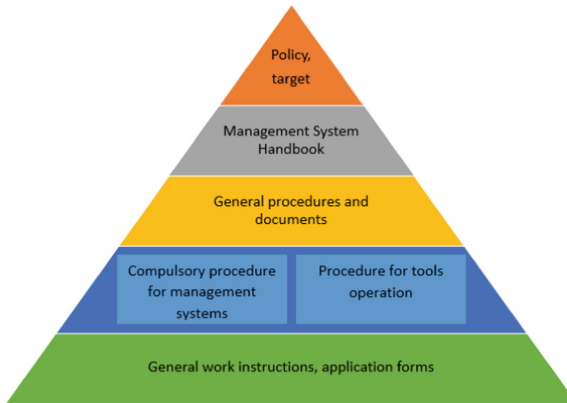 Policy,
target
Management System
Handbook
General procedures and
documents
Compulsory procedure
for management
systems
Procedure for tools
operation
General work instructions, application forms